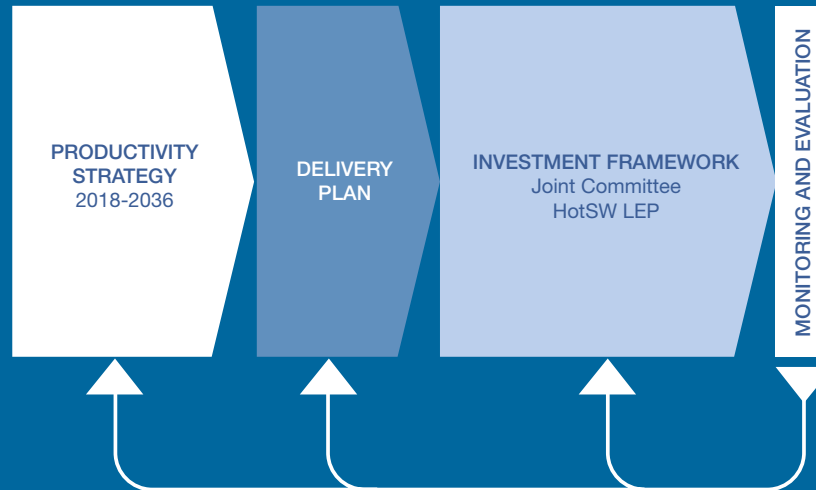 PRODUCTIVITY
STRATEGY
2018-2036
DELIVERY
PLAN
INVESTMENT FRAMEWORK
Joint Committee
HotSW LEP
MONITORING AND EVALUATION